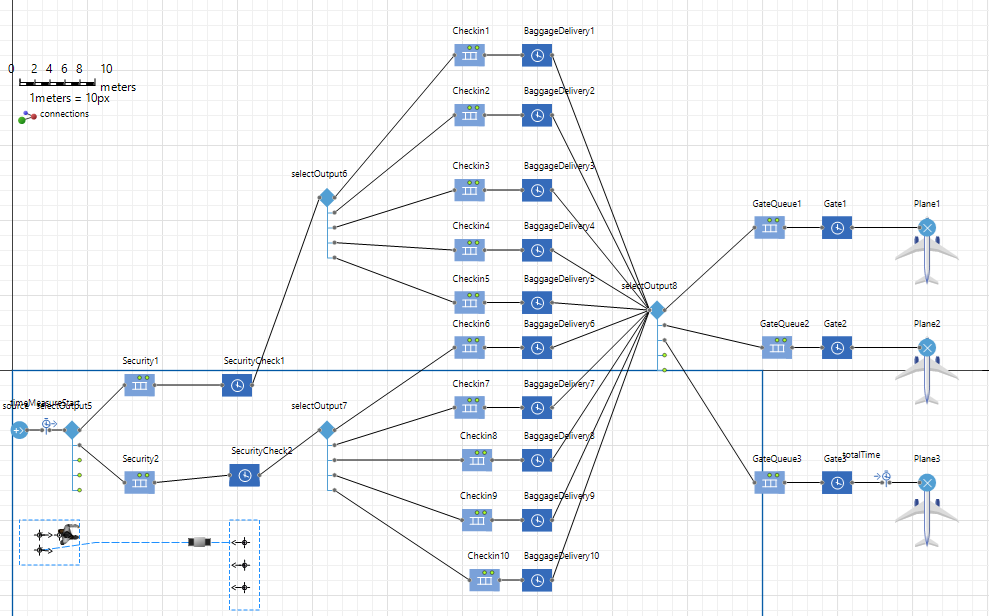 Checkin1 BaggageDelivery1
0 2 4 6 8 10
meters
1meters = 10px
Checkin2 BaggageDelivery2
connections
Checkin3 BaggageDelivery3
selectOutput6
GateQueue1 Gate1 Plane1
Checkin4 BaggageDelivery4
Checkin5 BaggageDelivery5
selectOutput8
Checkin6 BaggageDelivery6
GateQueue2 Gate2 Plane2
Security1 SecurityCheck1
Checkin7 BaggageDelivery7
timeMeasureStart
source selectOutput5
selectOutput7
Checkin8 BaggageDelivery8
Security2 SecurityCheck2
GateQueue3 Gate3 totalTime Plane3
Checkin9 BaggageDelivery9
Checkin10 BaggageDelivery10